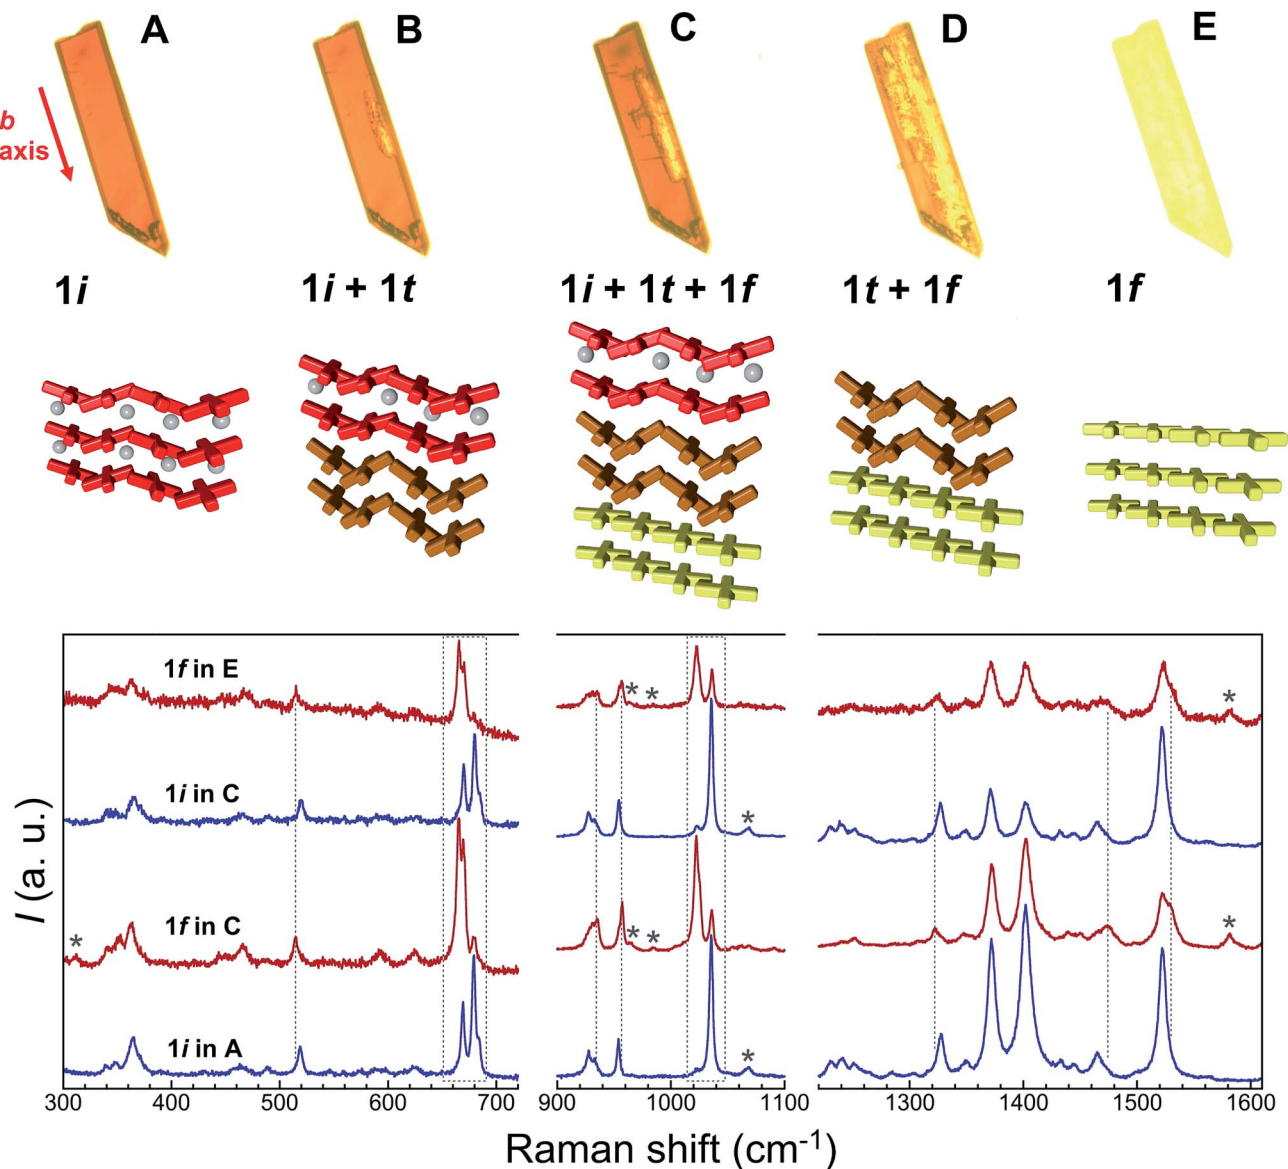 A B C D E
b
axis
1i 1i + 1t 1i + 1t + 1f 1t + 1f 1f
1f in E
* * *
1i in C
*
1f in C
* * * *
1i in A
*
I (a. u.)
300 400 500 600 700 900 1000 1100 1300 1400 1500 1600
Raman shift (cm-1)